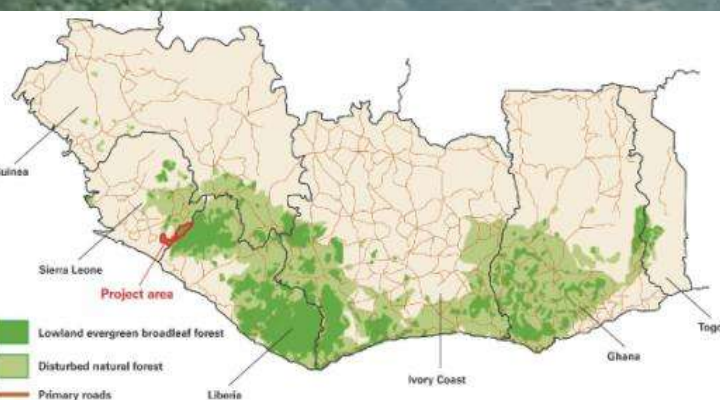 uinea
Sierra Leone
Project area
Lowland evergreen broadleaf forest
Disturbed natural forest
Primary roads
Liberia
Ivory Coast
Ghana
Togo